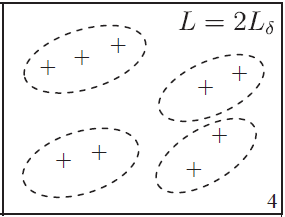 L = 2L_δ
+ + +
+ +
+ +
+ +
4